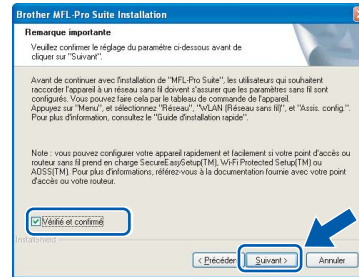 Brother MFL-Pro Suite Installation
Remarque importante
Veuillez confirmer le réglage du paramètre ci-dessous avant de
cliquer sur "Suivant".
Avant de continuer avec l'installation de "MFL-Pro Suite", les utilisateurs qui souhaitent
raccorder l'appareil à un réseau sans fil doivent s'assurer que les paramètres sans fil sont
configurés. Vous pouvez faire cela par le tableau de commande de l'appareil.
Appuyez sur "Menu", et sélectionnez "Réseau", "WLAN (Réseau sans fil)", et "Assis. config.".
Pour plus d'information, consultez le "Guide d'installation rapide".
Note : vous pouvez configurer votre appareil rapidement et facilement si votre point d'accès ou
routeur sans fil prend en charge SecureEasySetup(TM), Wi-Fi Protected Setup(TM) ou
AOSS(TM). Pour plus d'informations, référez-vous à la documentation fournie avec votre point
d'accès ou votre routeur.
Vérifié et confirmé
InstallShield
< Précéden
Suivant >
Annuler